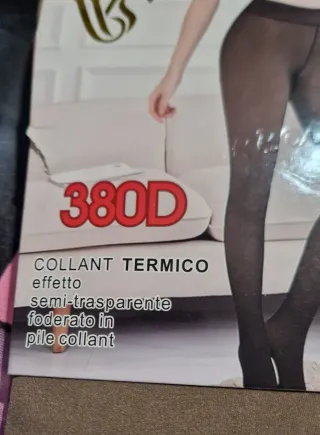 380D
COLLANT TERMICO
effetto
semi-trasparente
foderato in
pile collant